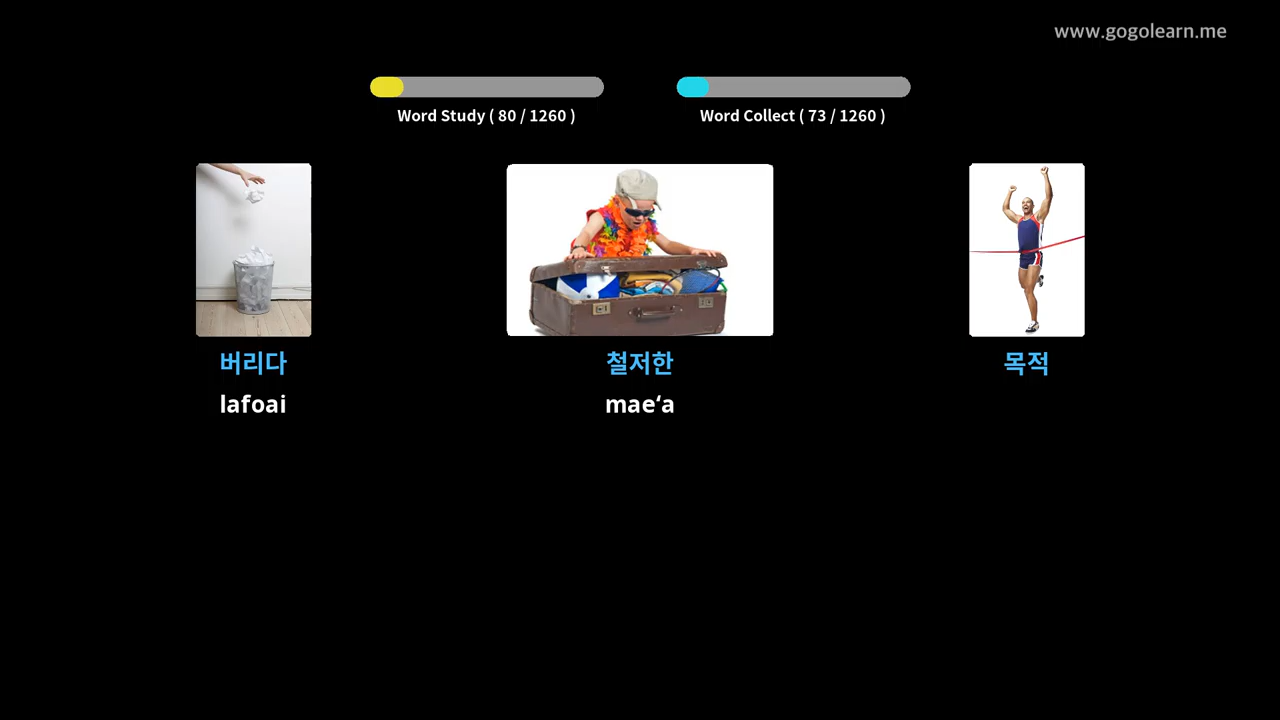 www.gogolearn.me
Word Study ( 80 / 1260 )
Word Collect ( 73 / 1260 )
버리다
철저한
목적
lafoai
mae‘a